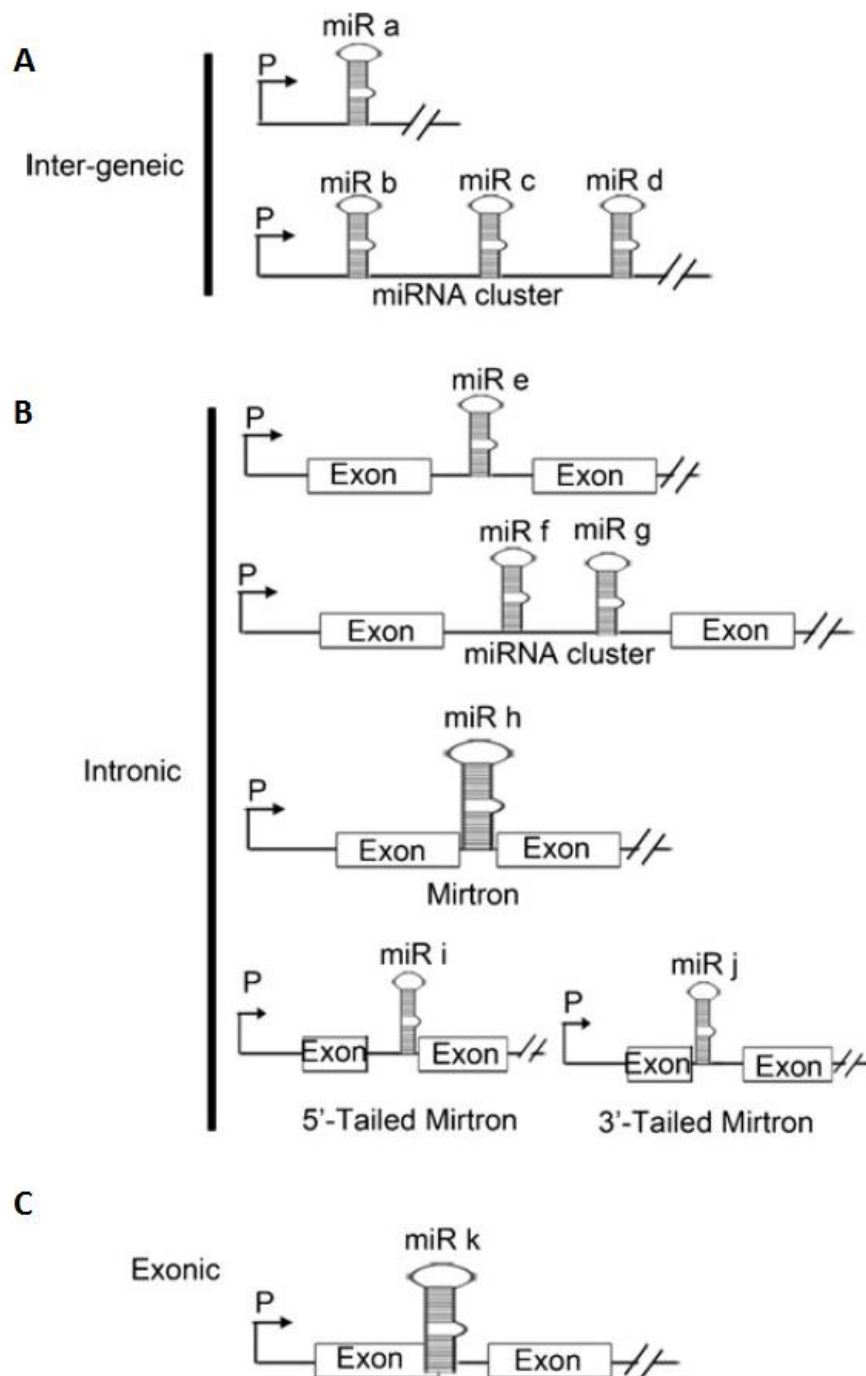 A
miR a
P
Inter-geneic
miR b miR c miR d
P
miRNA cluster
B
miR e
P
Exon Exon
miR f miR g
P
Exon Exon
miRNA cluster
miR h
Intronic
P
Exon Exon
Mirtron
miR i miR j
P P
Exon Exon Exon Exon
5’-Tailed Mirtron 3’-Tailed Mirtron
C
miR k
Exonic
P
Exon Exon